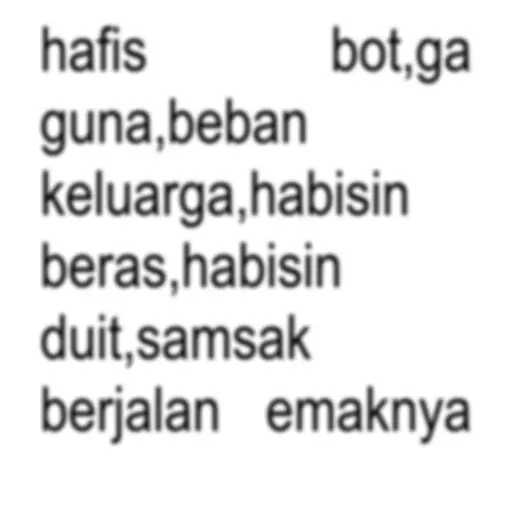 hafis bot,ga
guna,beban
keluarga,habisin
beras,habisin
duit,samsak
berjalan emaknya